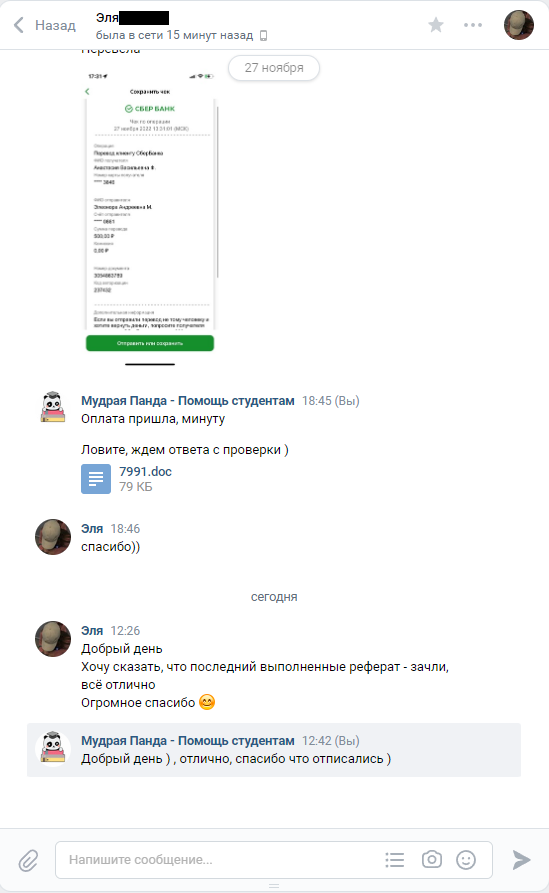 Назад
Эля
была в сети 15 минут назад
Перевела
27 ноября
17:31
Сохранить чек
СБЕР БАНК
Чек по операции
27 ноября 2022 13:31:01 (МСК)
Операция
Перевод клиенту СберБанка
ФИО получателя
Анастасия Васильевна Ф.
Номер карты получателя
**** 3645
ФИО отправителя
Элеонора Андреевна М.
Счёт отправителя
Сумма перевода
500,00 ₽
Комиссия
0,00 ₽
Номер документа
Код авторизации
Дополнительная информация
Если вы отправили перевод не тому человеку и
хотите вернуть деньги, попросите получателя
Отправить или сохранить
Мудрая Панда - Помощь студентам 18:45 (Вы)
Оплата пришла, минуту
Ловите, ждем ответа с проверки )
7991.doc
79 КБ
Эля 18:46
спасибо))
сегодня
Эля 12:26
Добрый день
Хочу сказать, что последний выполненные реферат - зачли,
всё отлично
Огромное спасибо 😊
Мудрая Панда - Помощь студентам 12:42 (Вы)
Добрый день ) , отлично, спасибо что отписались )
Напишите сообщение...